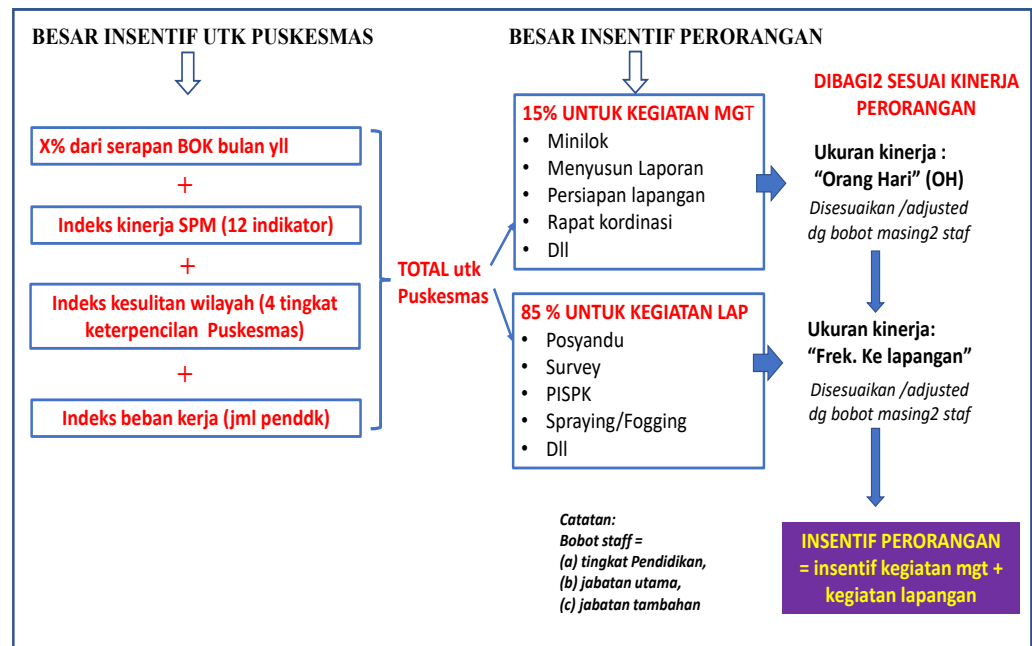 BESAR INSENTIF UTK PUSKESMAS
X% dari serapan BOK bulan yll
+
Indeks kinerja SPM (12 indikator)
+
Indeks kesulitan wilayah (4 tingkat
keterpencilan Puskesmas)
+
Indeks beban kerja (jml penddk)
TOTAL utk
Puskesmas
BESAR INSENTIF PERORANGAN
15% UNTUK KEGIATAN MGT
• Minilok
• Menyusun Laporan
• Persiapan lapangan
• Rapat kordinasi
• Dll
85 % UNTUK KEGIATAN LAP
• Posyandu
• Survey
• PISPK
• Spraying/Fogging
• Dll
Catatan:
Bobot staff =
(a) tingkat Pendidikan,
(b) jabatan utama,
(c) jabatan tambahan
DIBAGI2 SESUAI KINERJA
PERORANGAN
Ukuran kinerja :
“Orang Hari” (OH)
Disesuaikan /adjusted
dg bobot masing2 staf
Ukuran kinerja:
“Frek. Ke lapangan”
Disesuaikan /adjusted
dg bobot masing2 staf
INSENTIF PERORANGAN
= insentif kegiatan mgt +
kegiatan lapangan